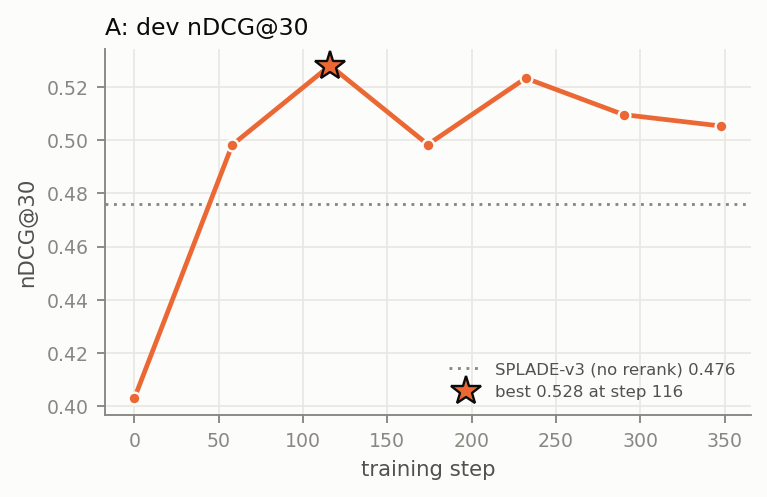 A: dev nDCG@30
nDCG@30
0.52
0.50
0.48
0.46
0.44
0.42
0.40
SPLADE-v3 (no rerank) 0.476
best 0.528 at step 116
0 50 100 150 200 250 300 350
training step